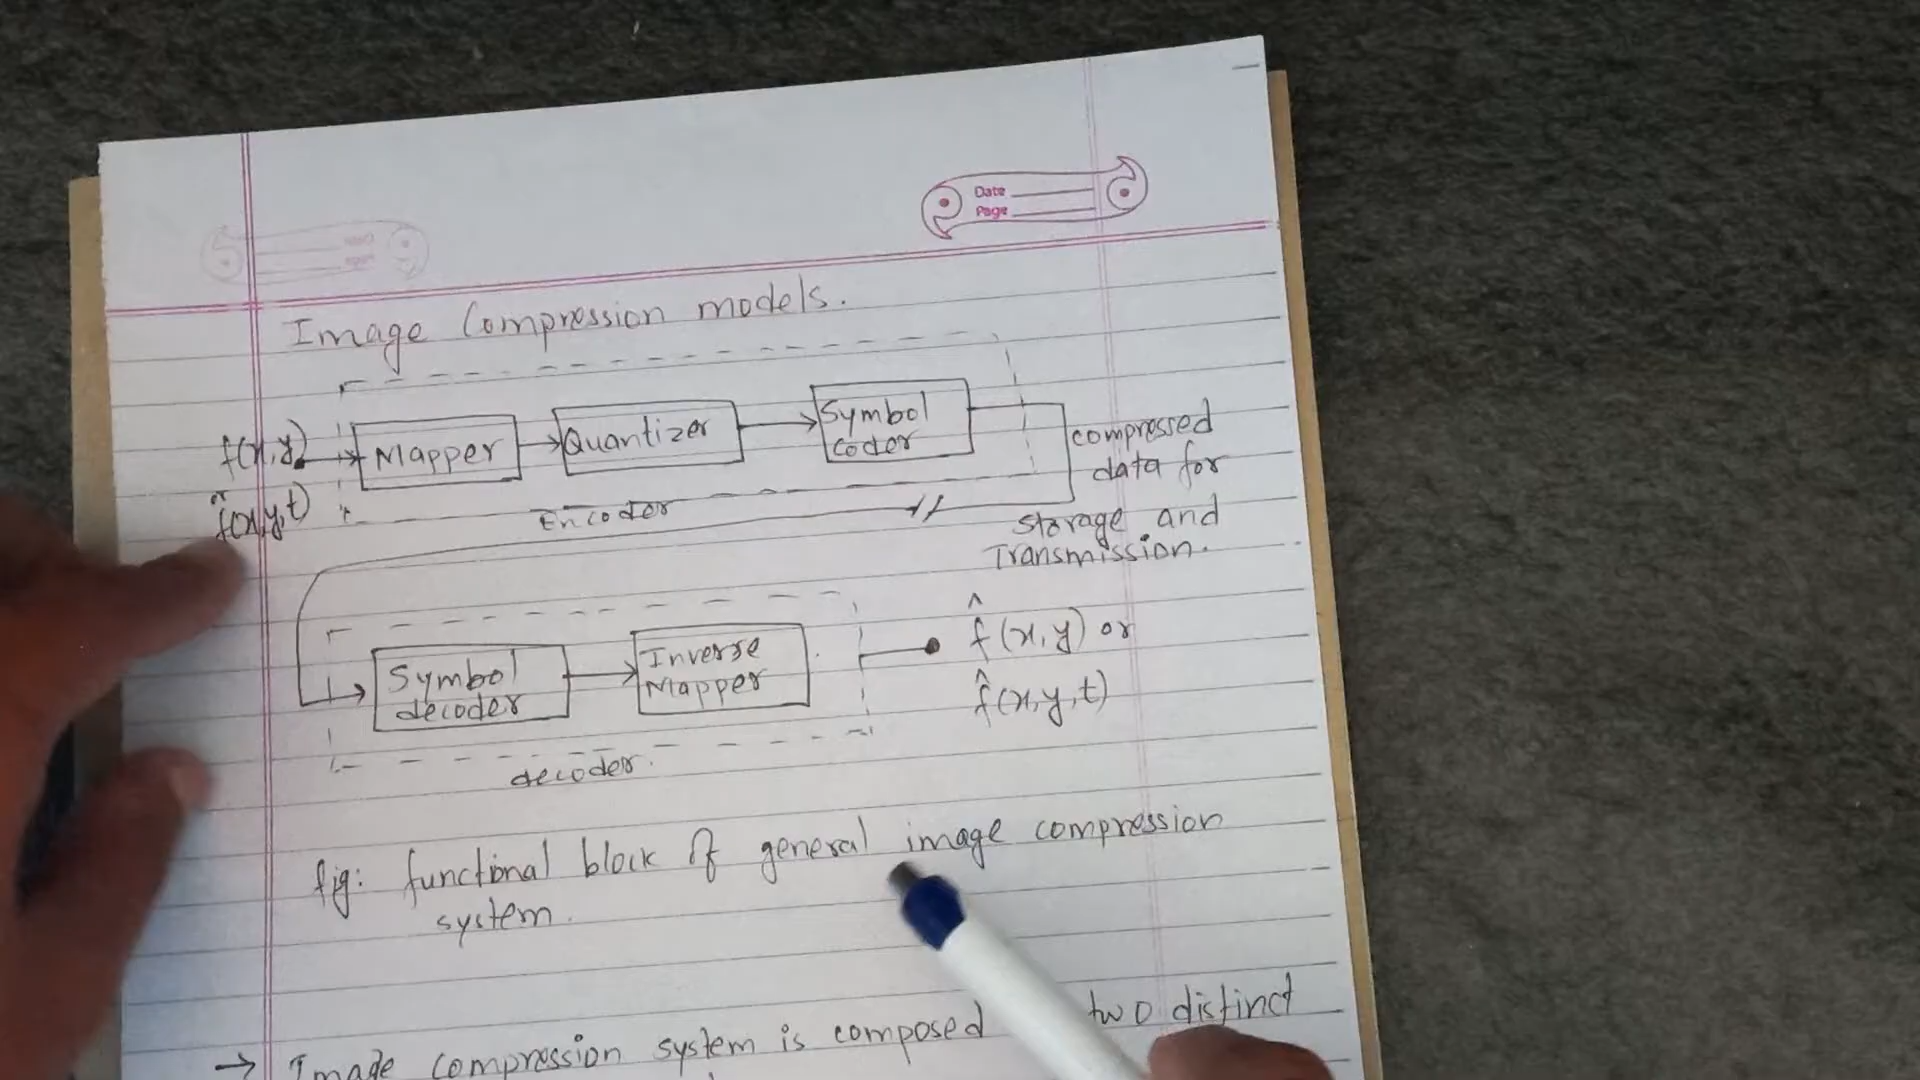 Date
Page
Image Compression models.
f(x,y)
f(x,y,t)
Mapper
Quantizer
Symbol
coder
Encoder
compressed
data for
storage and
Transmission.
Symbol
decoder
Inverse
Mapper
decoder.
f̂(x,y) or
f̂(x,y,t)
fig: functional block of general image compression
system.
→ Image compression system is composed two distinct